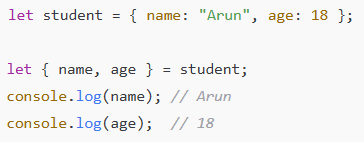 let student = { name: "Arun", age: 18 };
let { name, age } = student;
console.log(name); // Arun
console.log(age);  // 18